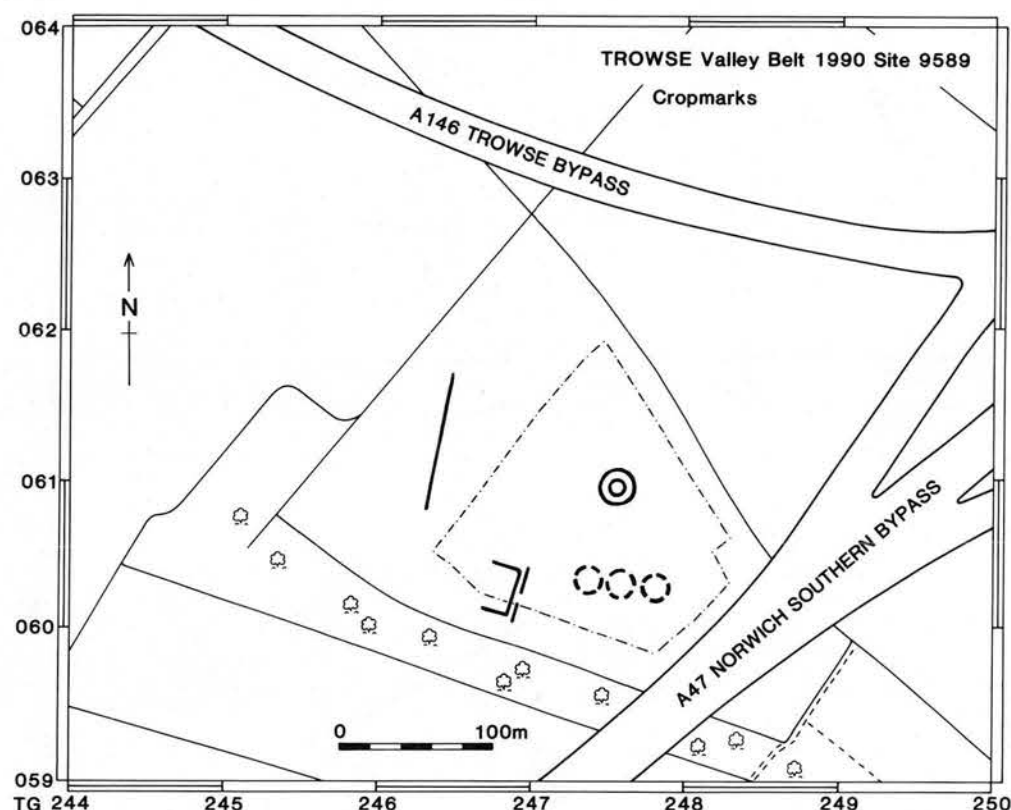 064
TROWSE Valley Belt 1990 Site 9589
Cropmarks
A146 TROWSE BYPASS
063
N
062
061
A47 NORWICH SOUTHERN BYPASS
060
0 100m
059
TG 244 245 246 247 248 249 250